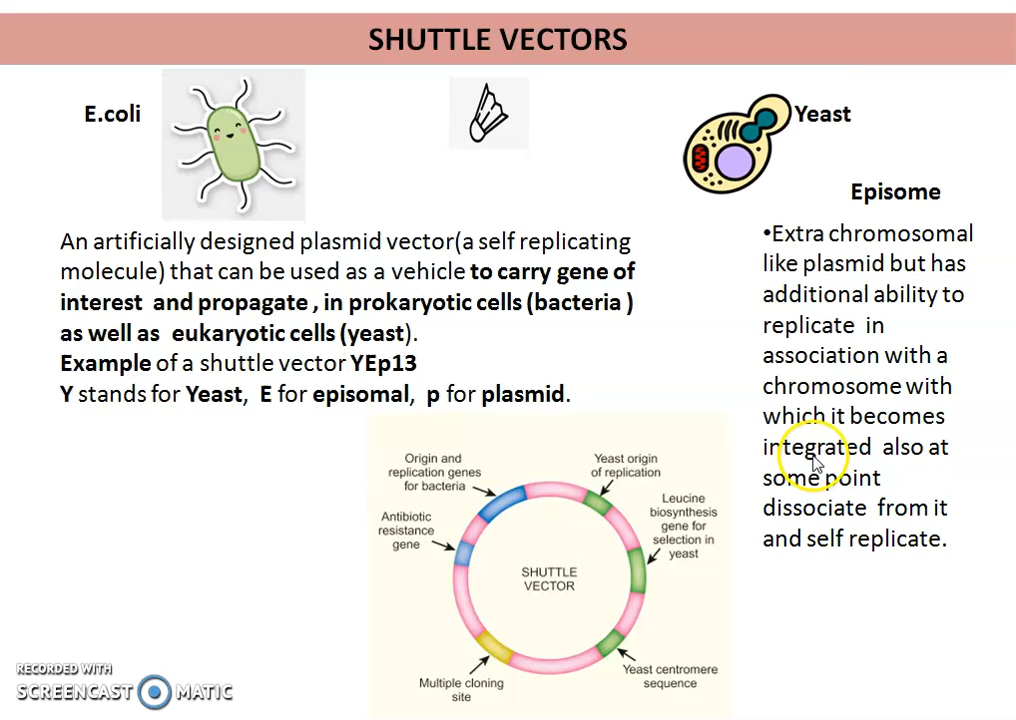 SHUTTLE VECTORS
E.coli
Yeast
An artificially designed plasmid vector(a self replicating
molecule) that can be used as a vehicle to carry gene of
interest and propagate , in prokaryotic cells (bacteria )
as well as eukaryotic cells (yeast).
Example of a shuttle vector YEp13
Y stands for Yeast, E for episomal, p for plasmid.
Episome
•Extra chromosomal
like plasmid but has
additional ability to
replicate in
association with a
chromosome with
which it becomes
integrated also at
some point
dissociate from it
and self replicate.
Origin and
replication genes
for bacteria
Yeast origin
of replication
Antibiotic
resistance
gene
Leucine
biosynthesis
gene for
selection in
yeast
SHUTTLE
VECTOR
Multiple cloning
site
Yeast centromere
sequence
RECORDED WITH
SCREENCAST MATIC